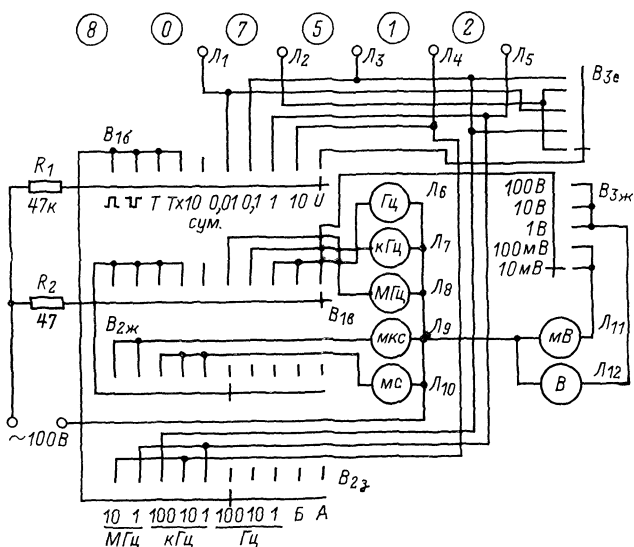 8 0 7 5 1 2
Л1 Л2 Л3 Л4 Л5
В3е
В1б
R1
47к
T Tx10 0,01 0,1 1 10 U
сум.
Гц Л6
кГц Л7
МГц Л8
мкс Л9
мс Л10
100В В3ж
10В
1В
100мВ
10мВ
R2
47
В1в
В2ж
мВ Л11
В Л12
~100В
В2з
10 1 100 10 1 100 10 1 Б А
МГц кГц Гц